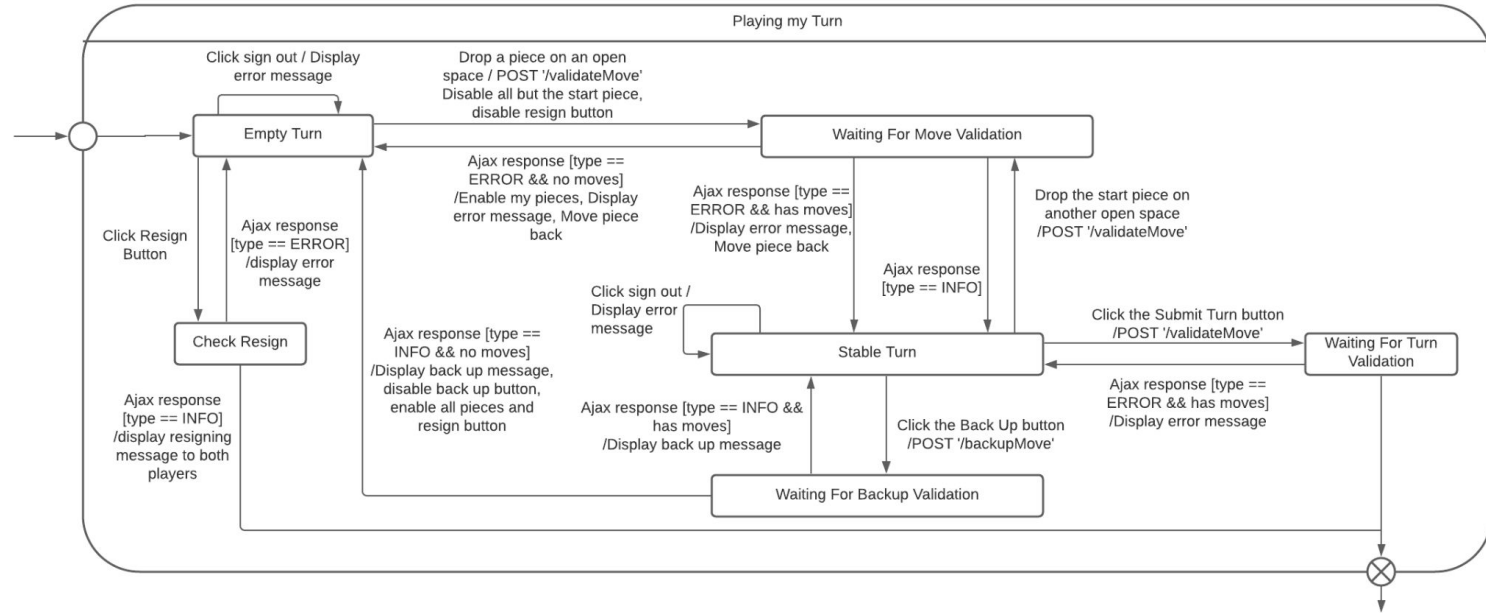 Playing my Turn
Click sign out / Display
error message
Drop a piece on an open
space / POST '/validateMove'
Disable all but the start piece,
disable resign button
Empty Turn
Waiting For Move Validation
Ajax response [type ==
ERROR && no moves]
/Enable my pieces, Display
error message, Move piece
back
Ajax response [type ==
ERROR && has moves]
/Display error message,
Move piece back
Drop the start piece on
another open space
/POST '/validateMove'
Click Resign
Button
Ajax response
[type == ERROR]
/display error
message
Ajax response
[type == INFO]
Click sign out /
Display error
message
Check Resign
Ajax response [type ==
INFO && no moves]
/Display back up message,
disable back up button,
enable all pieces and
resign button
Stable Turn
Click the Submit Turn button
/POST '/validateMove'
Waiting For Turn
Validation
Ajax response [type ==
ERROR && has moves]
/Display error message
Ajax response
[type == INFO]
/display resigning
message to both
players
Ajax response [type == INFO &&
has moves]
/Display back up message
Click the Back Up button
/POST '/backupMove'
Waiting For Backup Validation